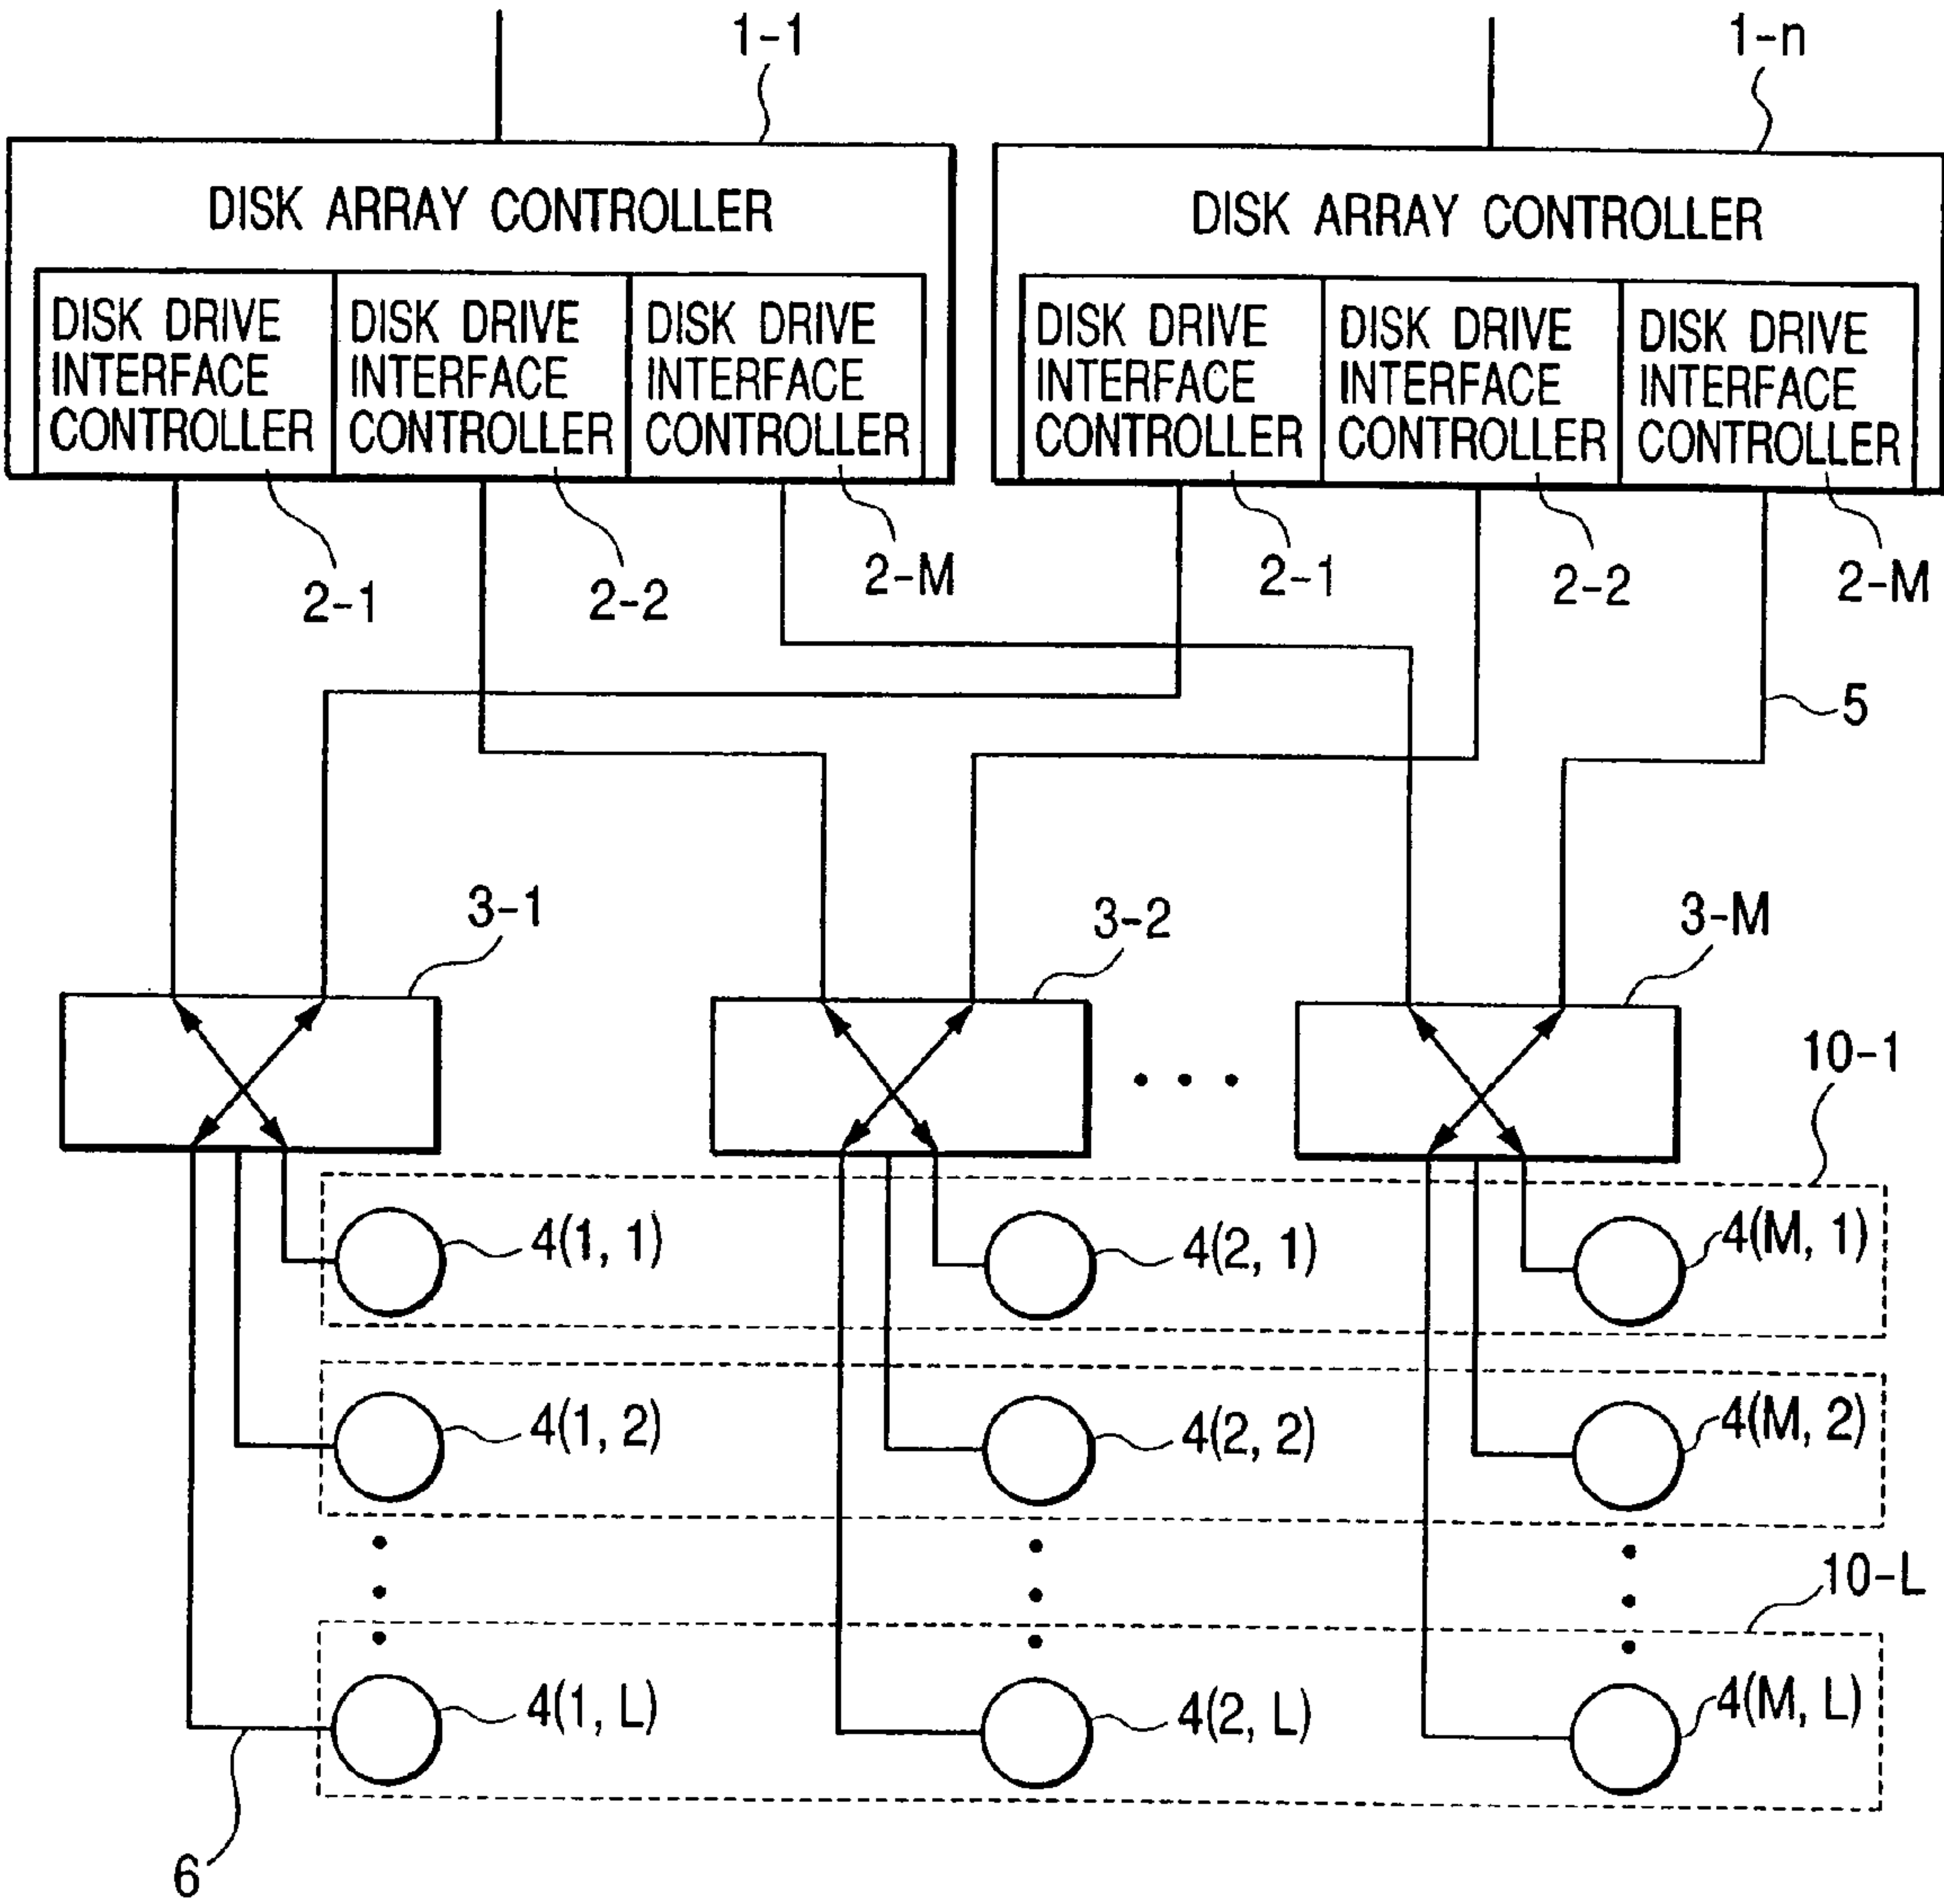 1-1
1-n
DISK ARRAY CONTROLLER
DISK ARRAY CONTROLLER
DISK DRIVE
INTERFACE
CONTROLLER
DISK DRIVE
INTERFACE
CONTROLLER
DISK DRIVE
INTERFACE
CONTROLLER
DISK DRIVE
INTERFACE
CONTROLLER
DISK DRIVE
INTERFACE
CONTROLLER
DISK DRIVE
INTERFACE
CONTROLLER
2-1
2-2
2-M
2-1
2-2
2-M
5
3-1
3-2
3-M
10-1
4(1, 1)
4(2, 1)
4(M, 1)
4(1, 2)
4(2, 2)
4(M, 2)
10-L
4(1, L)
4(2, L)
4(M, L)
6